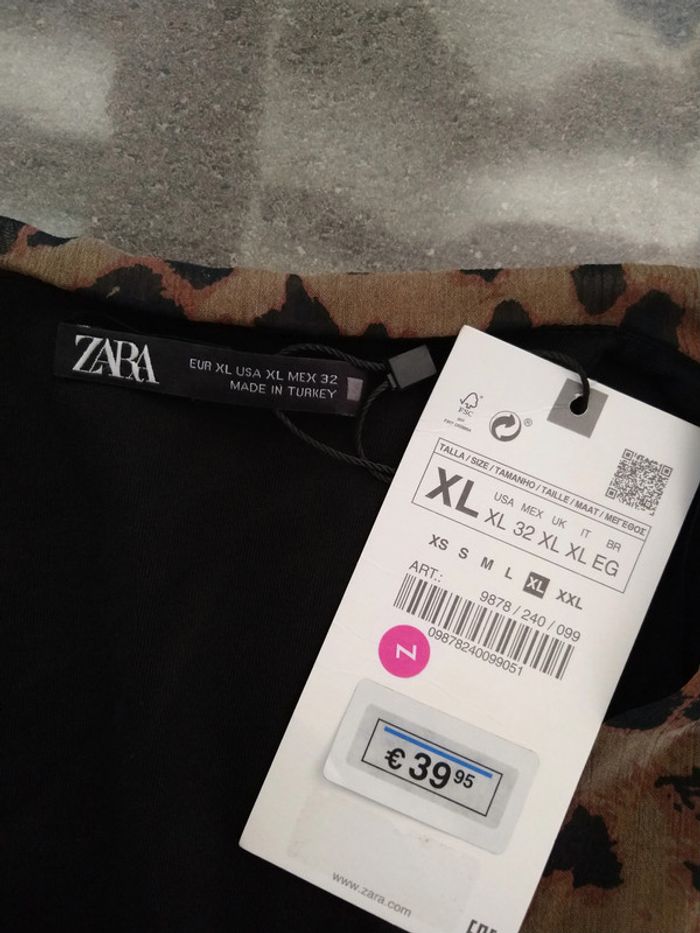 ZARA
EUR XL USA XL MEX 32
MADE IN TURKEY
FSC
®
TALLA / SIZE / TAMANHO / TAILLE / MAAT / ΜΕΓΕΘΟΣ
XL
USA MEX UK IT BR
XL 32 XL XL EG
XS S M L XL XXL
ART.:
9878 / 240 / 099
09878240099051
Z
€ 39 95
www.zara.com